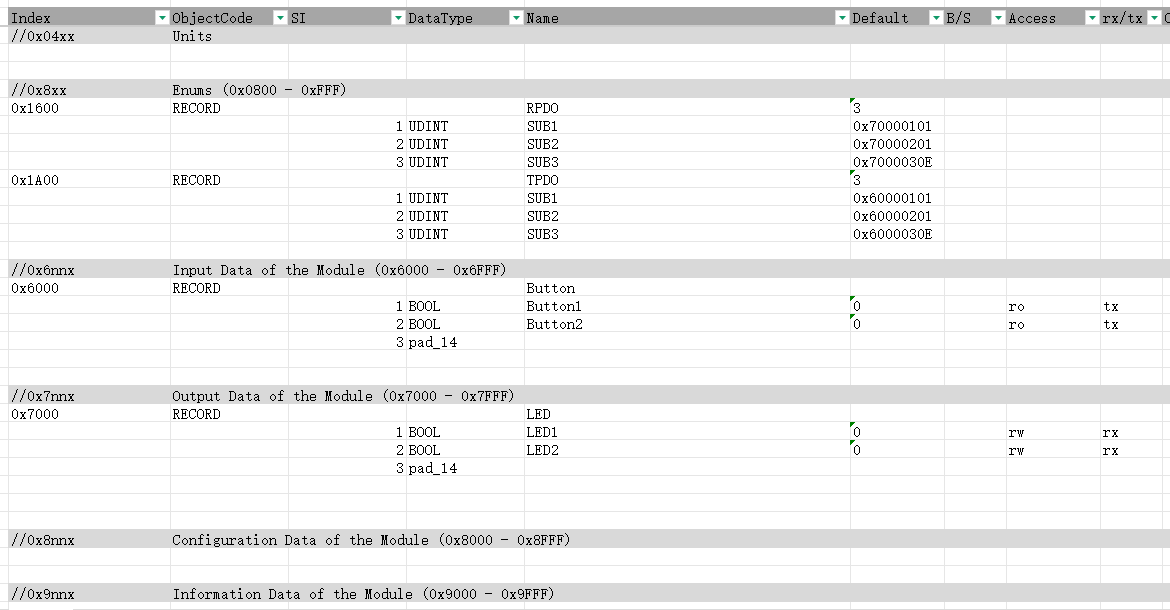 Index ObjectCode SI DataType Name Default B/S Access rx/tx
//0x04xx Units
//0x8xx Enums (0x0800 - 0xFFF)
0x1600 RECORD RPDO 3
1 UDINT SUB1 0x70000101
2 UDINT SUB2 0x70000201
3 UDINT SUB3 0x7000030E
0x1A00 RECORD TPDO 3
1 UDINT SUB1 0x60000101
2 UDINT SUB2 0x60000201
3 UDINT SUB3 0x6000030E
//0x6nnx Input Data of the Module (0x6000 - 0x6FFF)
0x6000 RECORD Button
1 BOOL Button1 0 ro tx
2 BOOL Button2 0 ro tx
3 pad_14
//0x7nnx Output Data of the Module (0x7000 - 0x7FFF)
0x7000 RECORD LED
1 BOOL LED1 0 rw rx
2 BOOL LED2 0 rw rx
3 pad_14
//0x8nnx Configuration Data of the Module (0x8000 - 0x8FFF)
//0x9nnx Information Data of the Module (0x9000 - 0x9FFF)